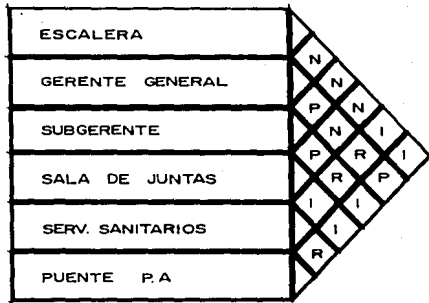 ESCALERA
N
GERENTE GENERAL N
P N
SUBGERENTE N I
P R I
SALA DE JUNTAS R P
I I
SERV. SANITARIOS I
R
PUENTE P.A